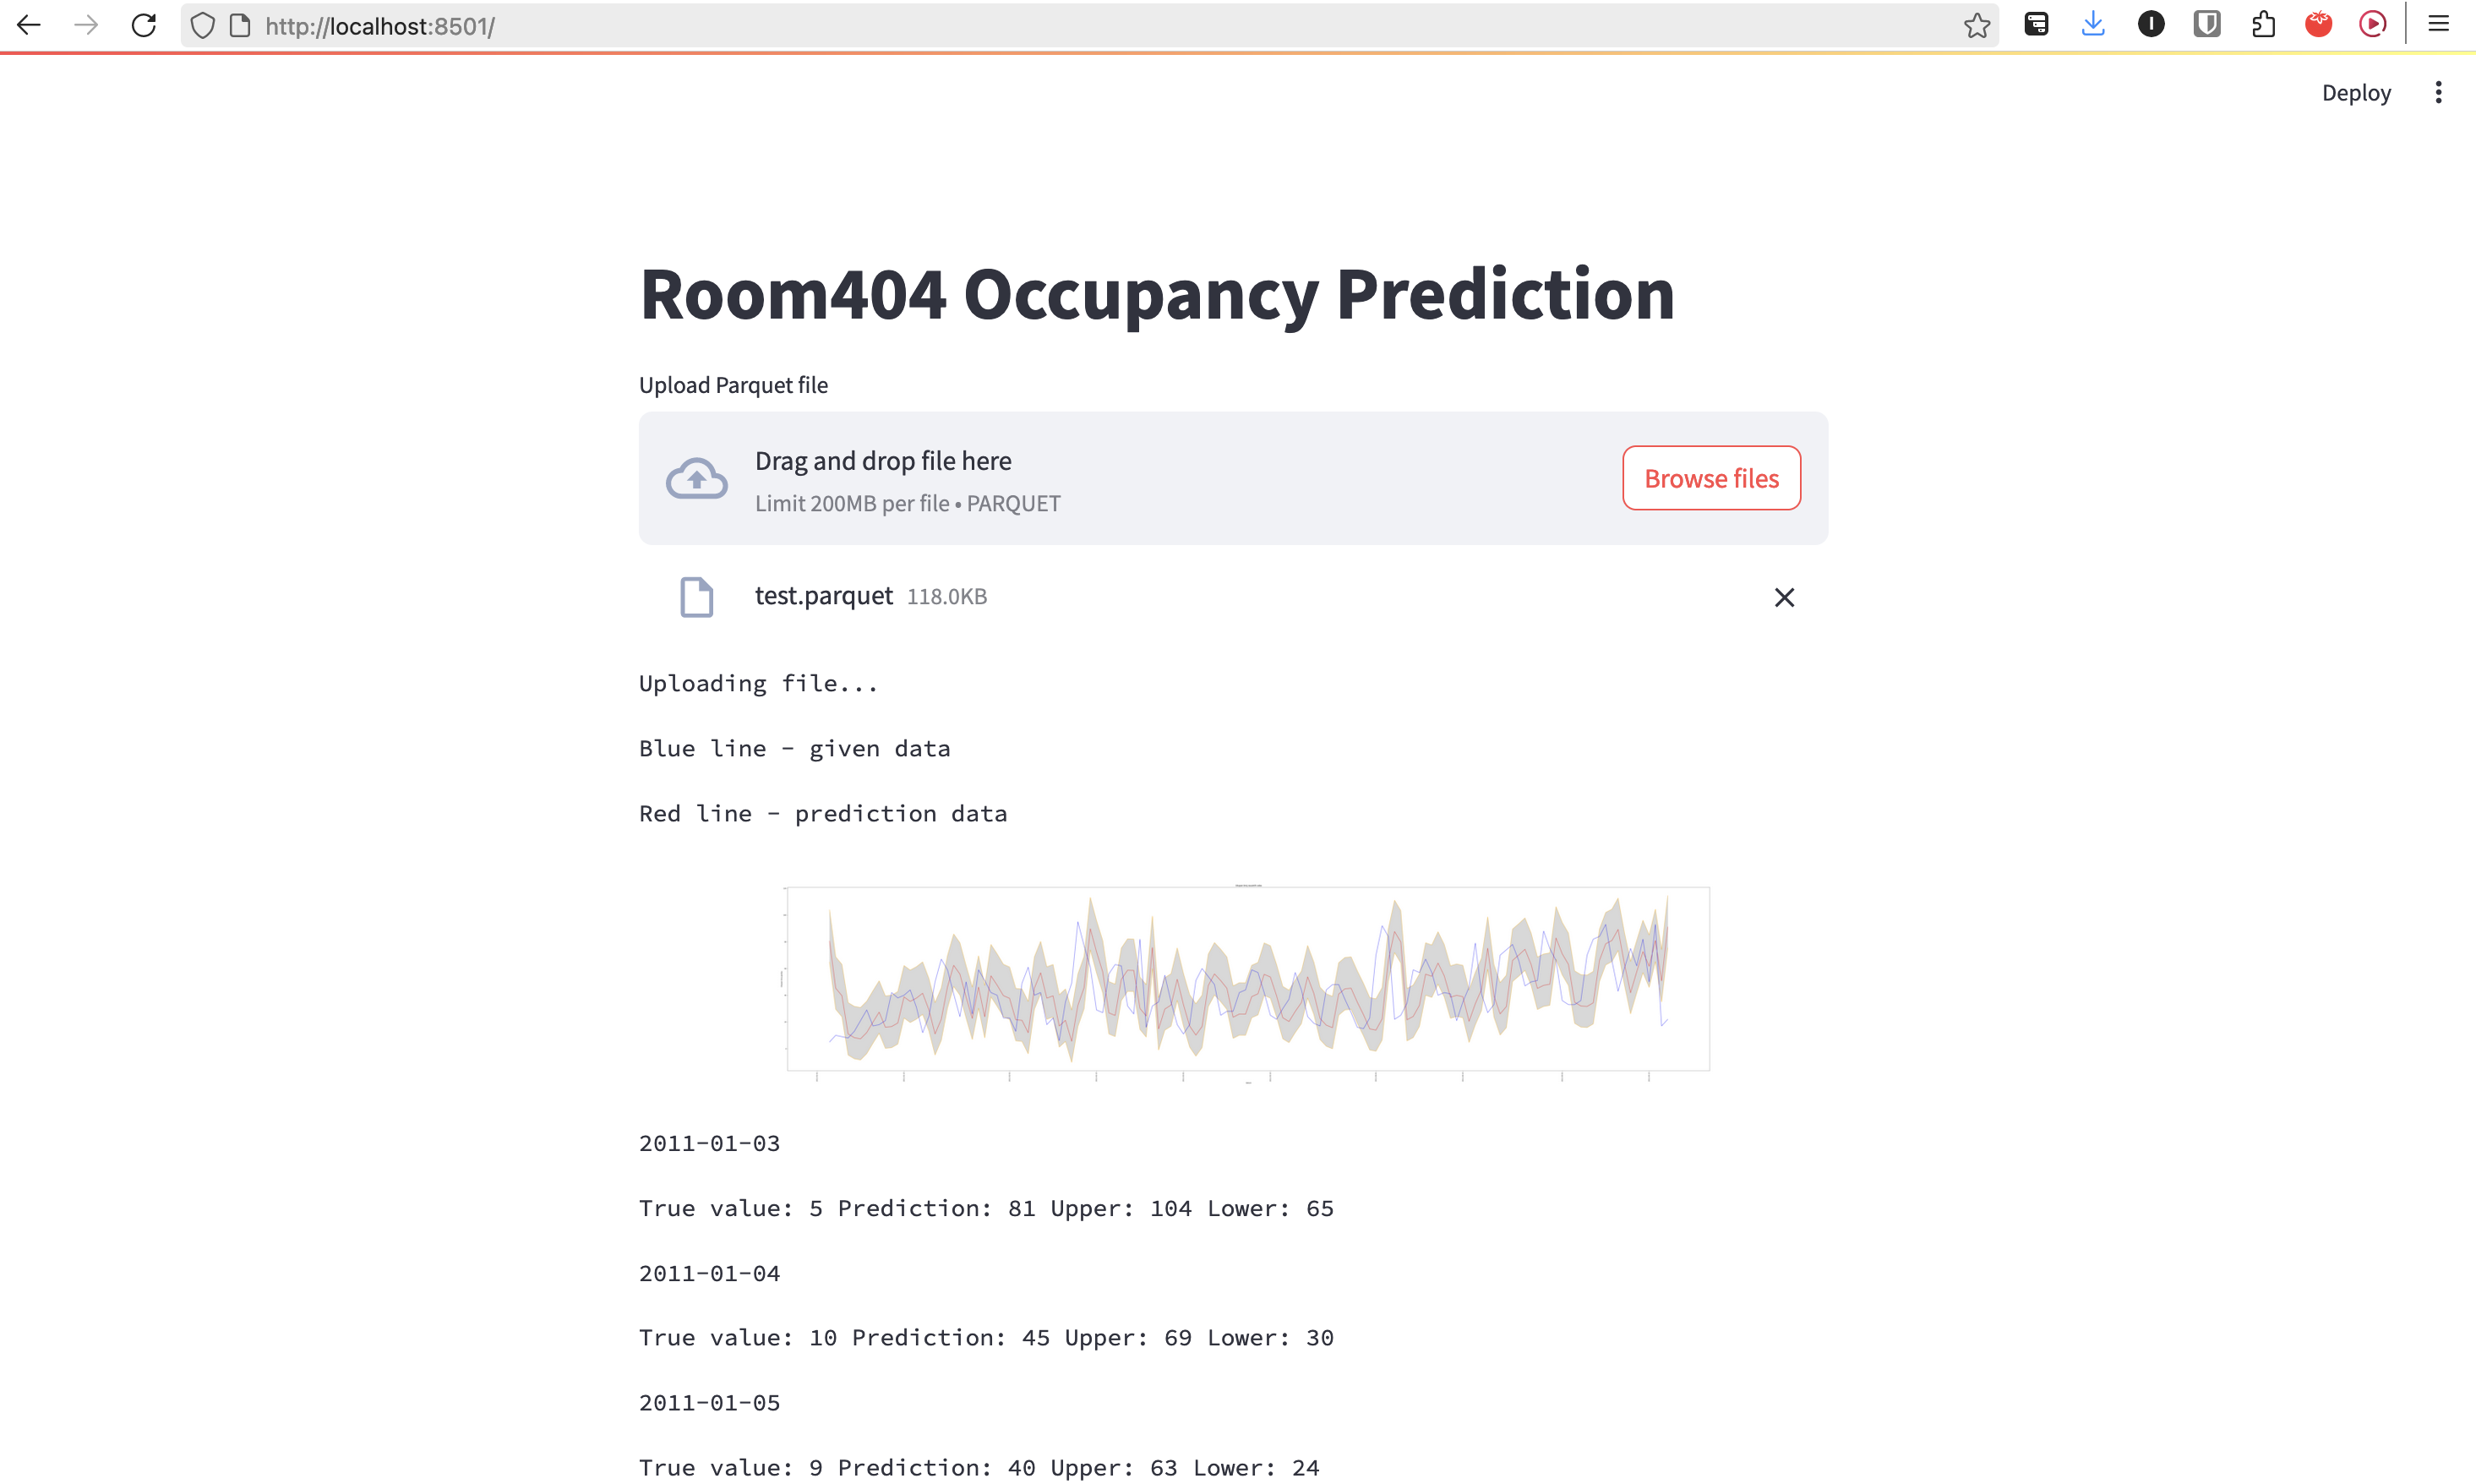 http://localhost:8501/
Deploy
Room404 Occupancy Prediction
Upload Parquet file
Drag and drop file here
Limit 200MB per file • PARQUET
Browse files
test.parquet 118.0KB
Uploading file...
Blue line - given data
Red line - prediction data
2011-01-03
True value: 5 Prediction: 81 Upper: 104 Lower: 65
2011-01-04
True value: 10 Prediction: 45 Upper: 69 Lower: 30
2011-01-05
True value: 9 Prediction: 40 Upper: 63 Lower: 24